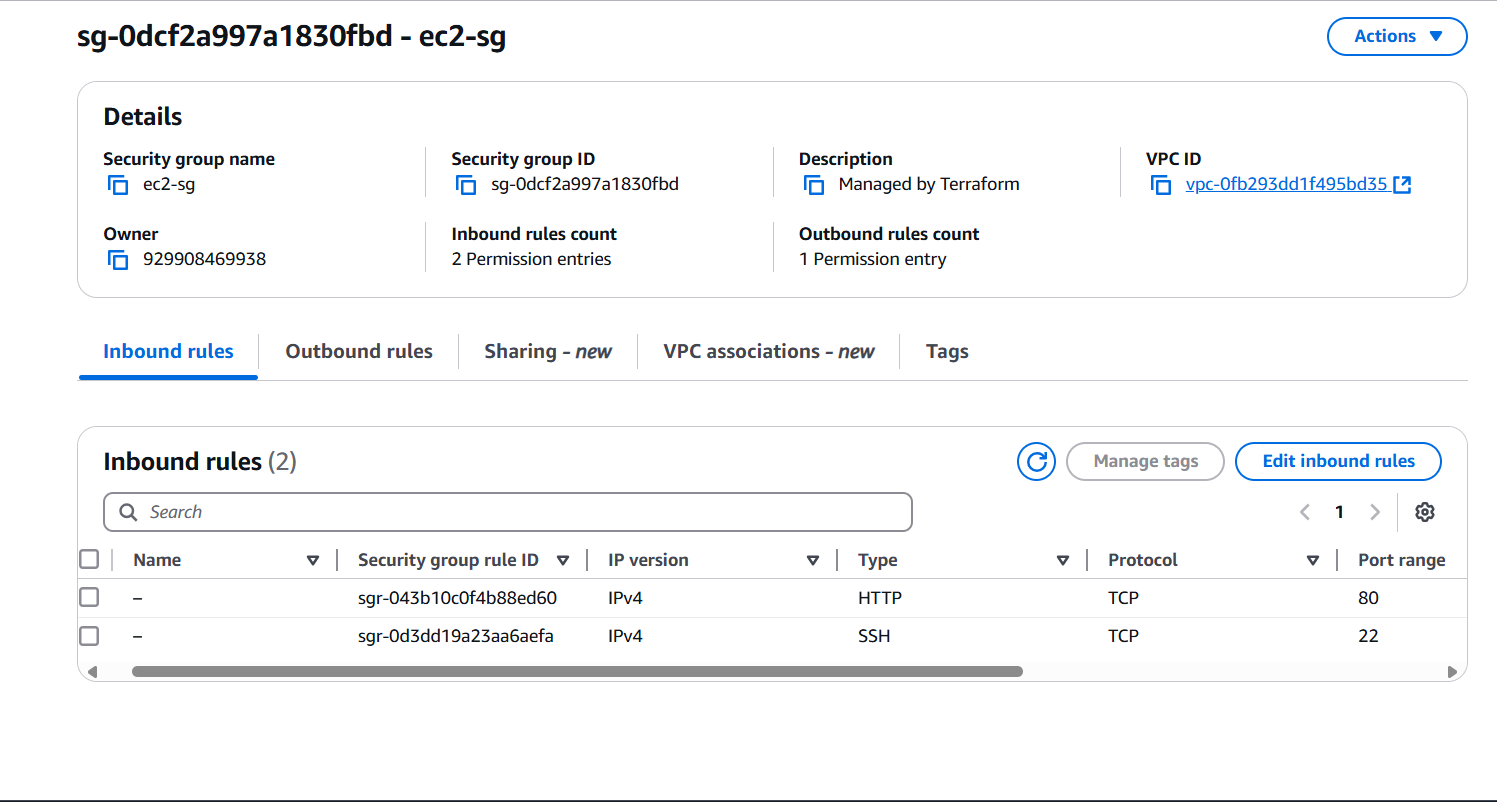 sg-0dcf2a997a1830fbd - ec2-sg
Actions
Details
Security group name
ec2-sg
Security group ID
sg-0dcf2a997a1830fbd
Description
Managed by Terraform
VPC ID
vpc-0fb293dd1f495bd35
Owner
929908469938
Inbound rules count
2 Permission entries
Outbound rules count
1 Permission entry
Inbound rules
Outbound rules
Sharing - new
VPC associations - new
Tags
Inbound rules (2)
Manage tags
Edit inbound rules
Search
1
Name Security group rule ID IP version Type Protocol Port range
– sgr-043b10c0f4b88ed60 IPv4 HTTP TCP 80
– sgr-0d3dd19a23aa6aefa IPv4 SSH TCP 22